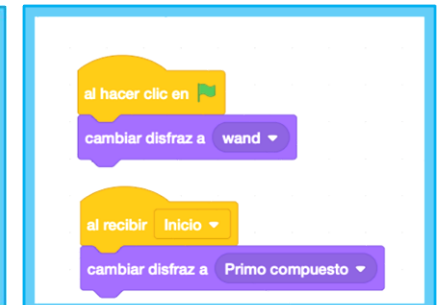 al hacer clic en
cambiar disfraz a wand
al recibir Inicio
cambiar disfraz a Primo compuesto